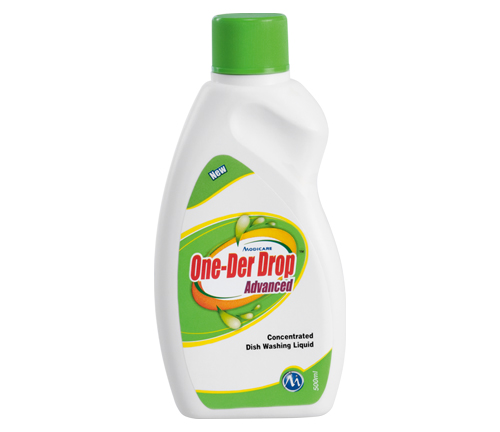 New
MODICARE
One-Der Drop
Advanced
Concentrated
Dish Washing Liquid
500ml